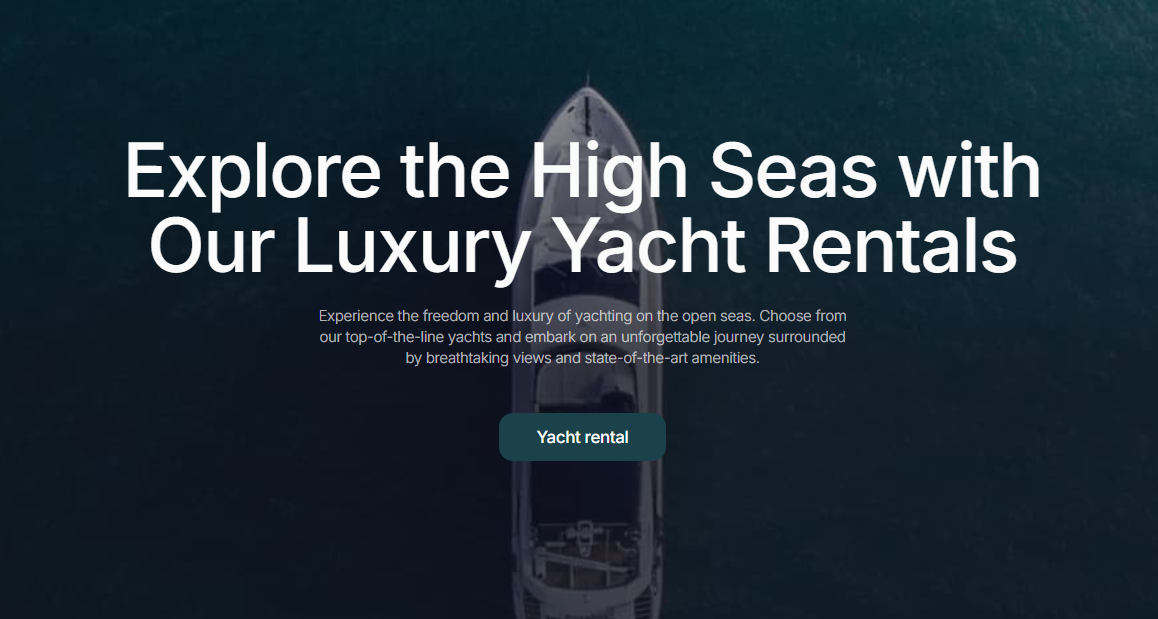 Explore the High Seas with
Our Luxury Yacht Rentals
Experience the freedom and luxury of yachting on the open seas. Choose from
our top-of-the-line yachts and embark on an unforgettable journey surrounded
by breathtaking views and state-of-the-art amenities.
Yacht rental